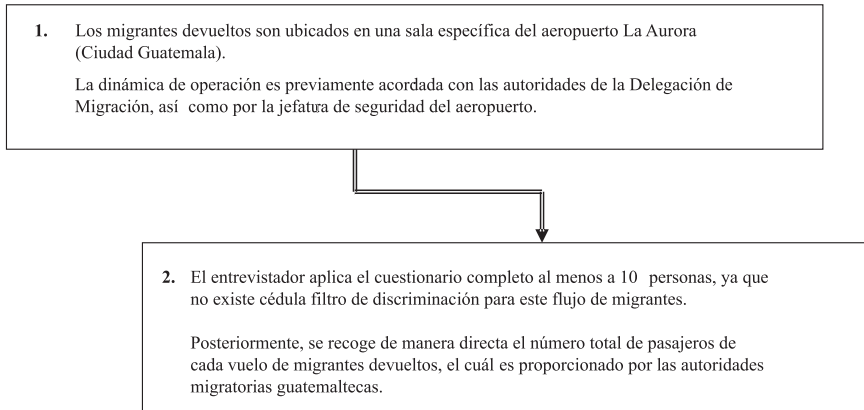 1. Los migrantes devueltos son ubicados en una sala específica del aeropuerto La Aurora
(Ciudad Guatemala).
La dinámica de operación es previamente acordada con las autoridades de la Delegación de
Migración, así como por la jefatura de seguridad del aeropuerto.
2. El entrevistador aplica el cuestionario completo al menos a 10 personas, ya que
no existe cédula filtro de discriminación para este flujo de migrantes.
Posteriormente, se recoge de manera directa el número total de pasajeros de
cada vuelo de migrantes devueltos, el cuál es proporcionado por las autoridades
migratorias guatemaltecas.